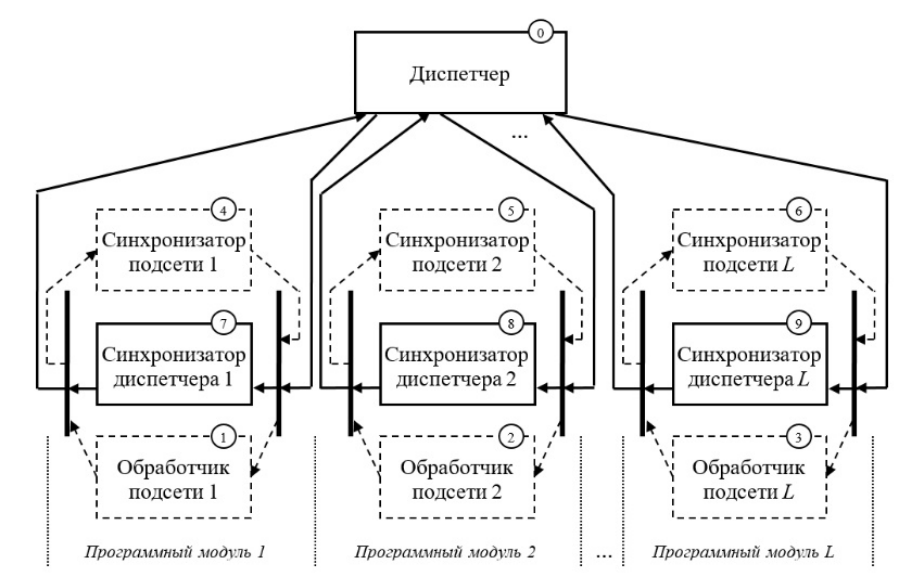 0
Диспетчер
...
4
Синхронизатор
подсети 1
5
Синхронизатор
подсети 2
6
Синхронизатор
подсети L
7
Синхронизатор
диспетчера 1
8
Синхронизатор
диспетчера 2
9
Синхронизатор
диспетчера L
1
Обработчик
подсети 1
2
Обработчик
подсети 2
3
Обработчик
подсети L
Программный модуль 1
Программный модуль 2
...
Программный модуль L